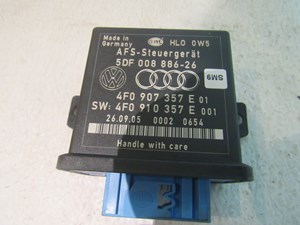 Made in
Germany
HLO 0W5
AFS-Steuergerät
5DF 008 886-26
SM9
4F0 907 357 E 01
SW: 4F0 910 357 E 001
26.09.05 0002 0654
Handle with care